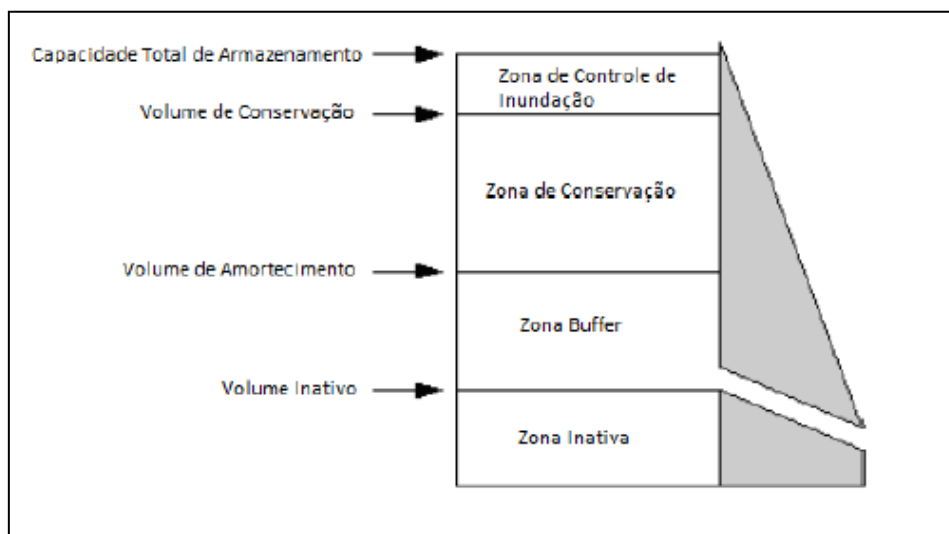 Capacidade Total de Armazenamento
Zona de Controle de
Inundação
Volume de Conservação
Zona de Conservação
Volume de Amortecimento
Zona Buffer
Volume Inativo
Zona Inativa